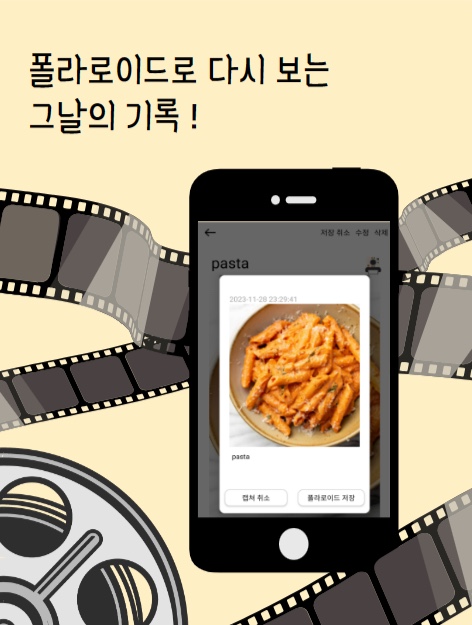 폴라로이드로 다시 보는
그날의 기록 !
저장 취소 수정 삭제
pasta
2023-11-28 23:29:41
pasta
캡쳐 취소 폴라로이드 저장